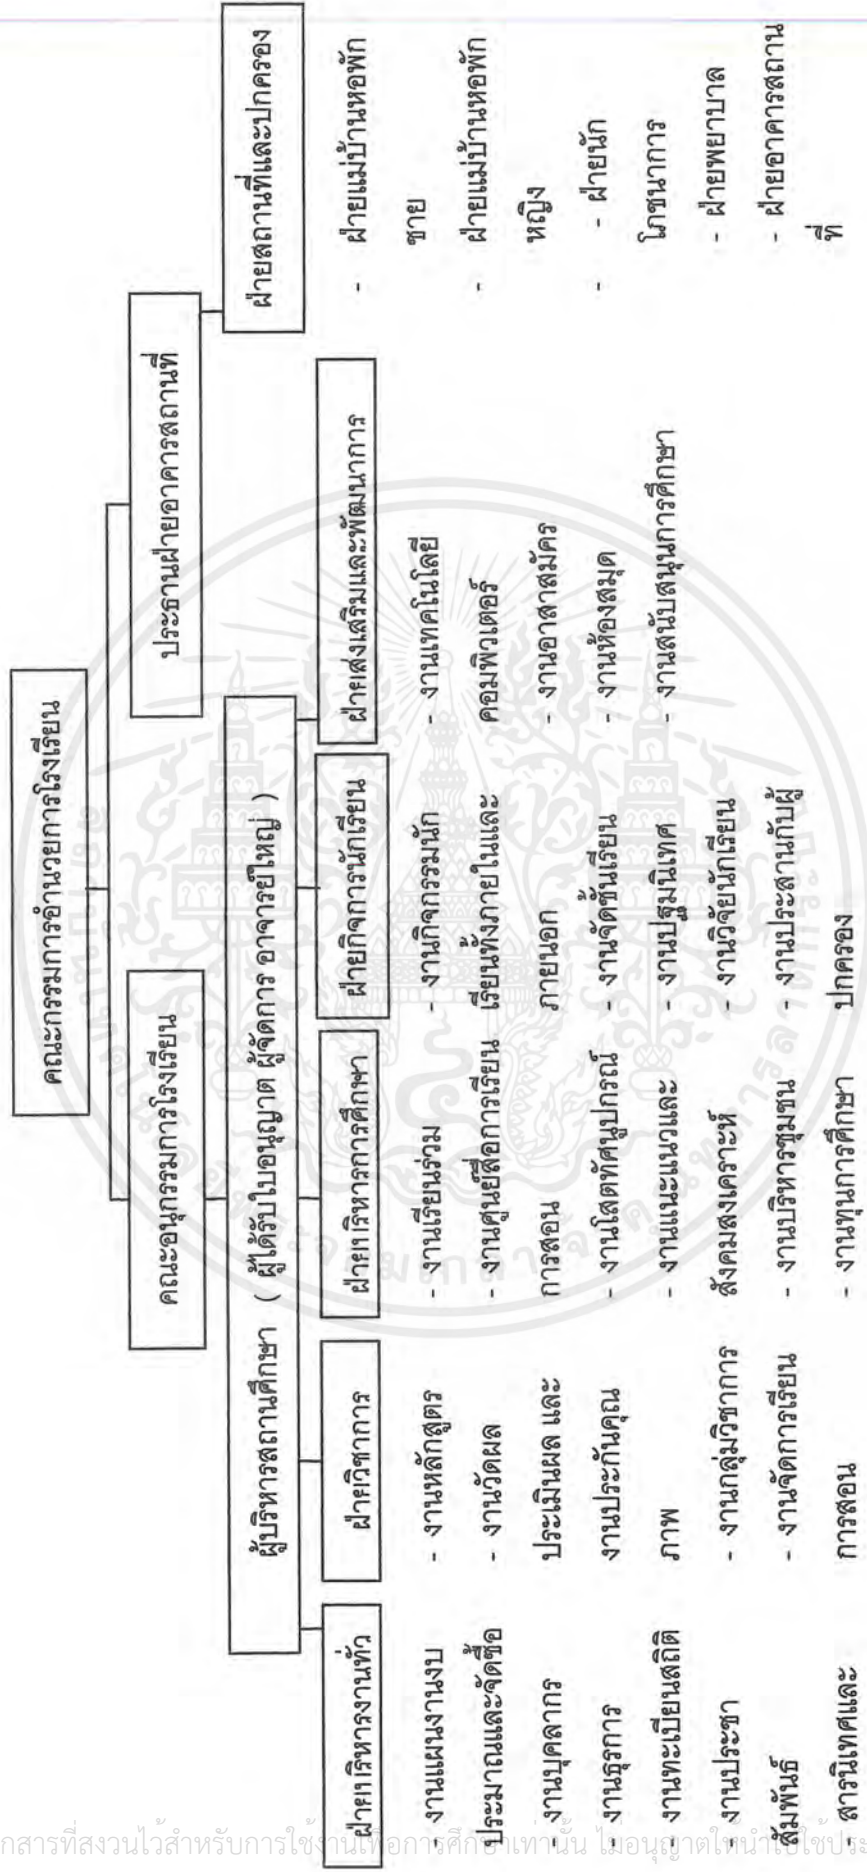 คณะกรรมการอำนวยการโรงเรียน
คณะอนุกรรมการโรงเรียน
ประธานฝ่ายอาคารสถานที่
ผู้บริหารสถานศึกษา ( ผู้ได้รับใบอนุญาต ผู้จัดการ อาจารย์ใหญ่ )
ฝ่ายสถานที่และปกครอง
ฝ่ายบริหารงานทั่ว
ฝ่ายวิชาการ
ฝ่ายบริหารการศึกษา
ฝ่ายกิจการนักเรียน
ฝ่ายส่งเสริมและพัฒนาการ
- งานแผนงานงบ
ประมาณและจัดซื้อ
- งานบุคลากร
- งานธุรการ
- งานทะเบียนสถิติ
- งานประชา
สัมพันธ์
- สารนิเทศและ
- งานหลักสูตร
- งานวัดผล
ประเมินผล และ
งานประกันคุณ
ภาพ
- งานกลุ่มวิชาการ
- งานจัดการเรียน
การสอน
- งานเรียนร่วม
- งานศูนย์สื่อการเรียน
การสอน
- งานโสตทัศนูปกรณ์
- งานแนะแนวและ
สังคมสงเคราะห์
- งานบริหารชุมชน
- งานทุนการศึกษา
- งานกิจกรรมนัก
เรียนทั้งภายในและ
ภายนอก
- งานจัดชั้นเรียน
- งานปฐมนิเทศ
- งานวิจัยนักเรียน
- งานประสานกับผู้
ปกครอง
- งานเทคโนโลยี
คอมพิวเตอร์
- งานอาสาสมัคร
- งานห้องสมุด
- งานสนับสนุนการศึกษา
- ฝ่ายแม่บ้านหอพัก
ชาย
- ฝ่ายแม่บ้านหอพัก
หญิง
- - ฝ่ายนัก
โภชนาการ
- ฝ่ายพยาบาล
- ฝ่ายอาคารสถาน
ที่